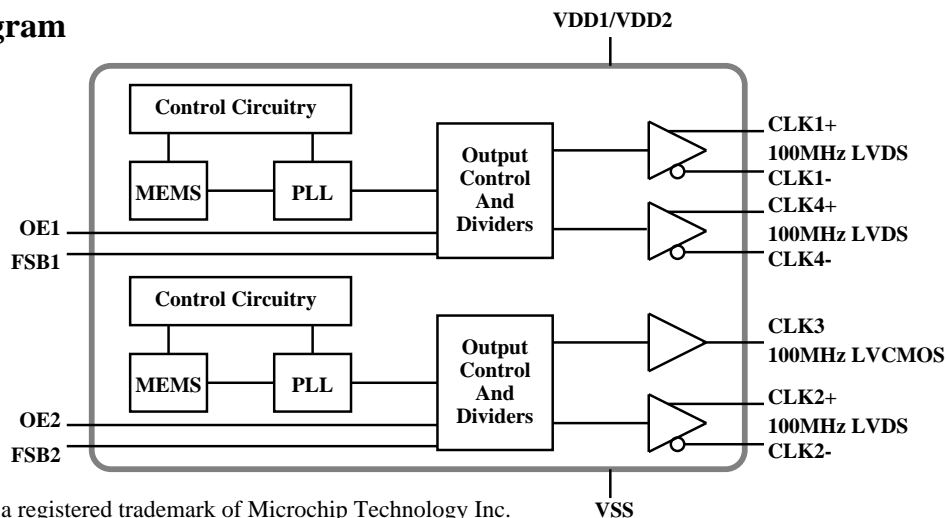 gram
VDD1/VDD2
Control Circuitry
MEMS
PLL
Output
Control
And
Dividers
CLK1+
100MHz LVDS
CLK1-
CLK4+
100MHz LVDS
CLK4-
OE1
FSB1
Control Circuitry
MEMS
PLL
Output
Control
And
Dividers
CLK3
100MHz LVCMOS
CLK2+
100MHz LVDS
CLK2-
OE2
FSB2
a registered trademark of Microchip Technology Inc.
VSS